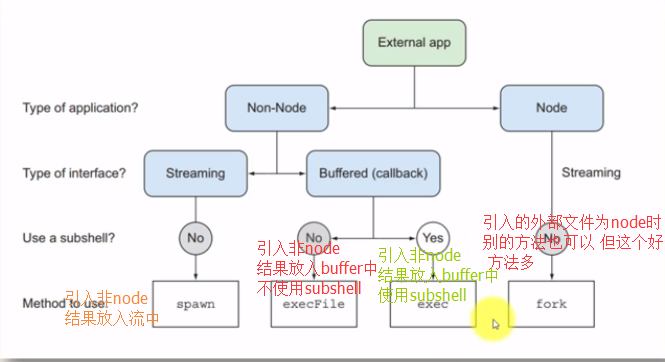 External app
Type of application?
Non-Node
Node
Type of interface?
Streaming
Buffered (callback)
Streaming
Use a subshell?
No
No
Yes
No
引入非node
结果放入buffer中
不使用subshell
引入非node
结果放入buffer中
使用subshell
引入的外部文件为node时
别的方法也可以 但这个好
方法多
Method to use:
引入非node
结果放入流中
spawn
execFile
exec
fork